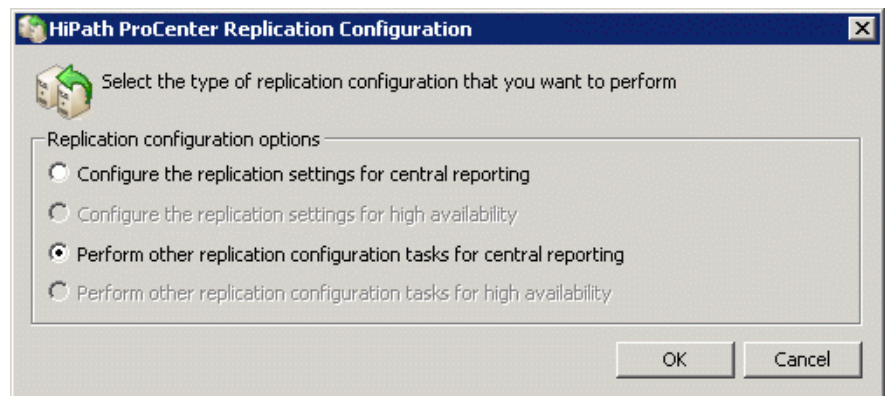 HiPath ProCenter Replication Configuration
Select the type of replication configuration that you want to perform
Replication configuration options
Configure the replication settings for central reporting
Configure the replication settings for high availability
Perform other replication configuration tasks for central reporting
Perform other replication configuration tasks for high availability
OK Cancel